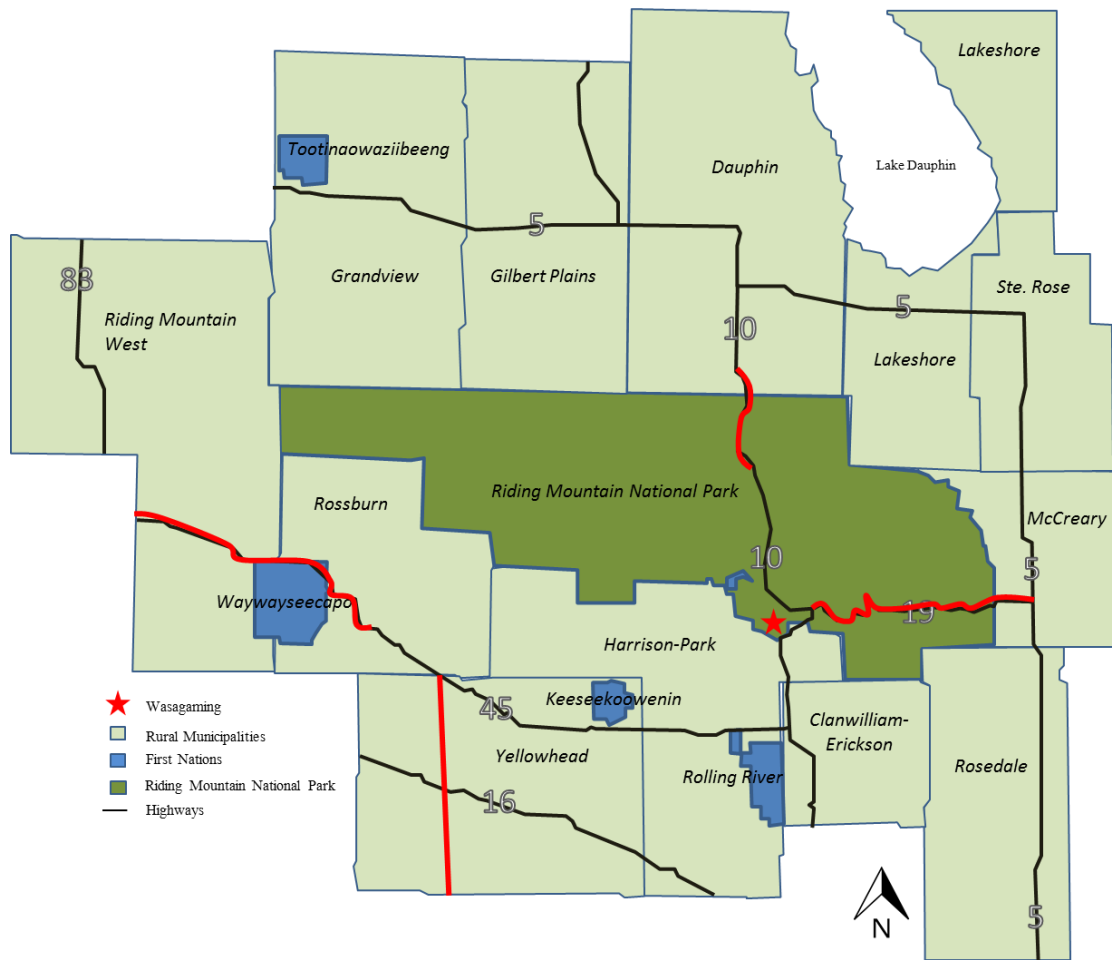 Lakeshore
Tootinaowaziibeeng
Dauphin
Lake Dauphin
5
Grandview
Gilbert Plains
83
Ste. Rose
Riding Mountain
West
10
5
Lakeshore
Riding Mountain National Park
Rossburn
McCreary
10
5
Waywayseecapo
19
Harrison-Park
Keeseekoowenin
45
Clanwilliam-
Erickson
Yellowhead
Rolling River
Rosedale
16
Wasagaming
Rural Municipalities
First Nations
Riding Mountain National Park
Highways
N
5